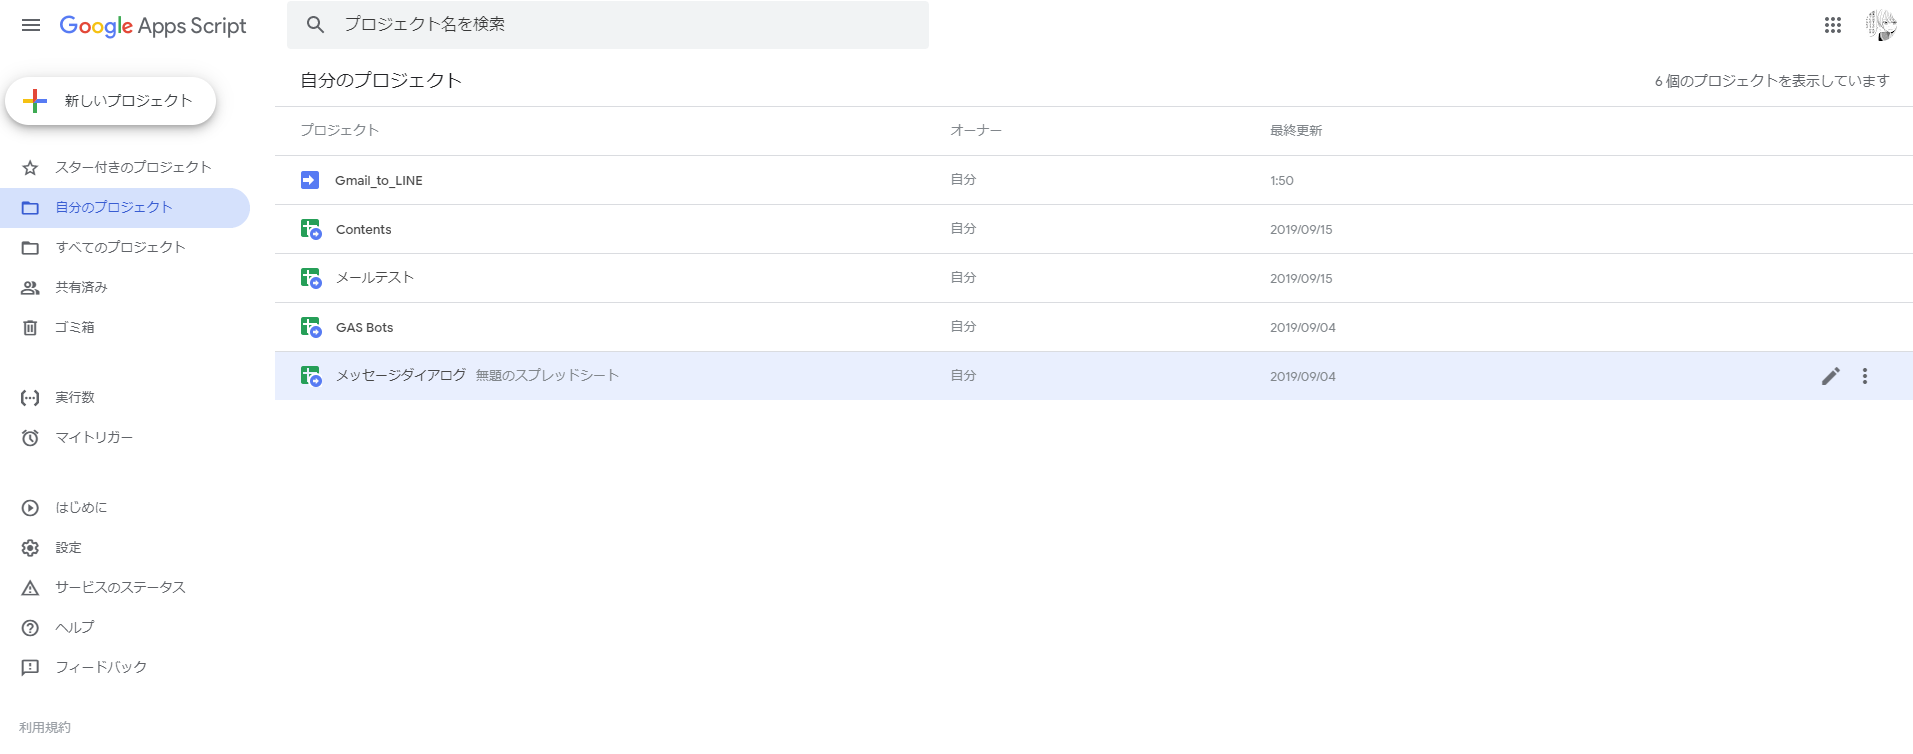 Google Apps Script
プロジェクト名を検索
新しいプロジェクト
スター付きのプロジェクト
自分のプロジェクト
すべてのプロジェクト
共有済み
ゴミ箱
実行数
マイトリガー
はじめに
設定
サービスのステータス
ヘルプ
フィードバック
利用規約
自分のプロジェクト
6 個のプロジェクトを表示しています
プロジェクト オーナー 最終更新
Gmail_to_LINE 自分 1:50
Contents 自分 2019/09/15
メールテスト 自分 2019/09/15
GAS Bots 自分 2019/09/04
メッセージダイアログ 無題のスプレッドシート 自分 2019/09/04